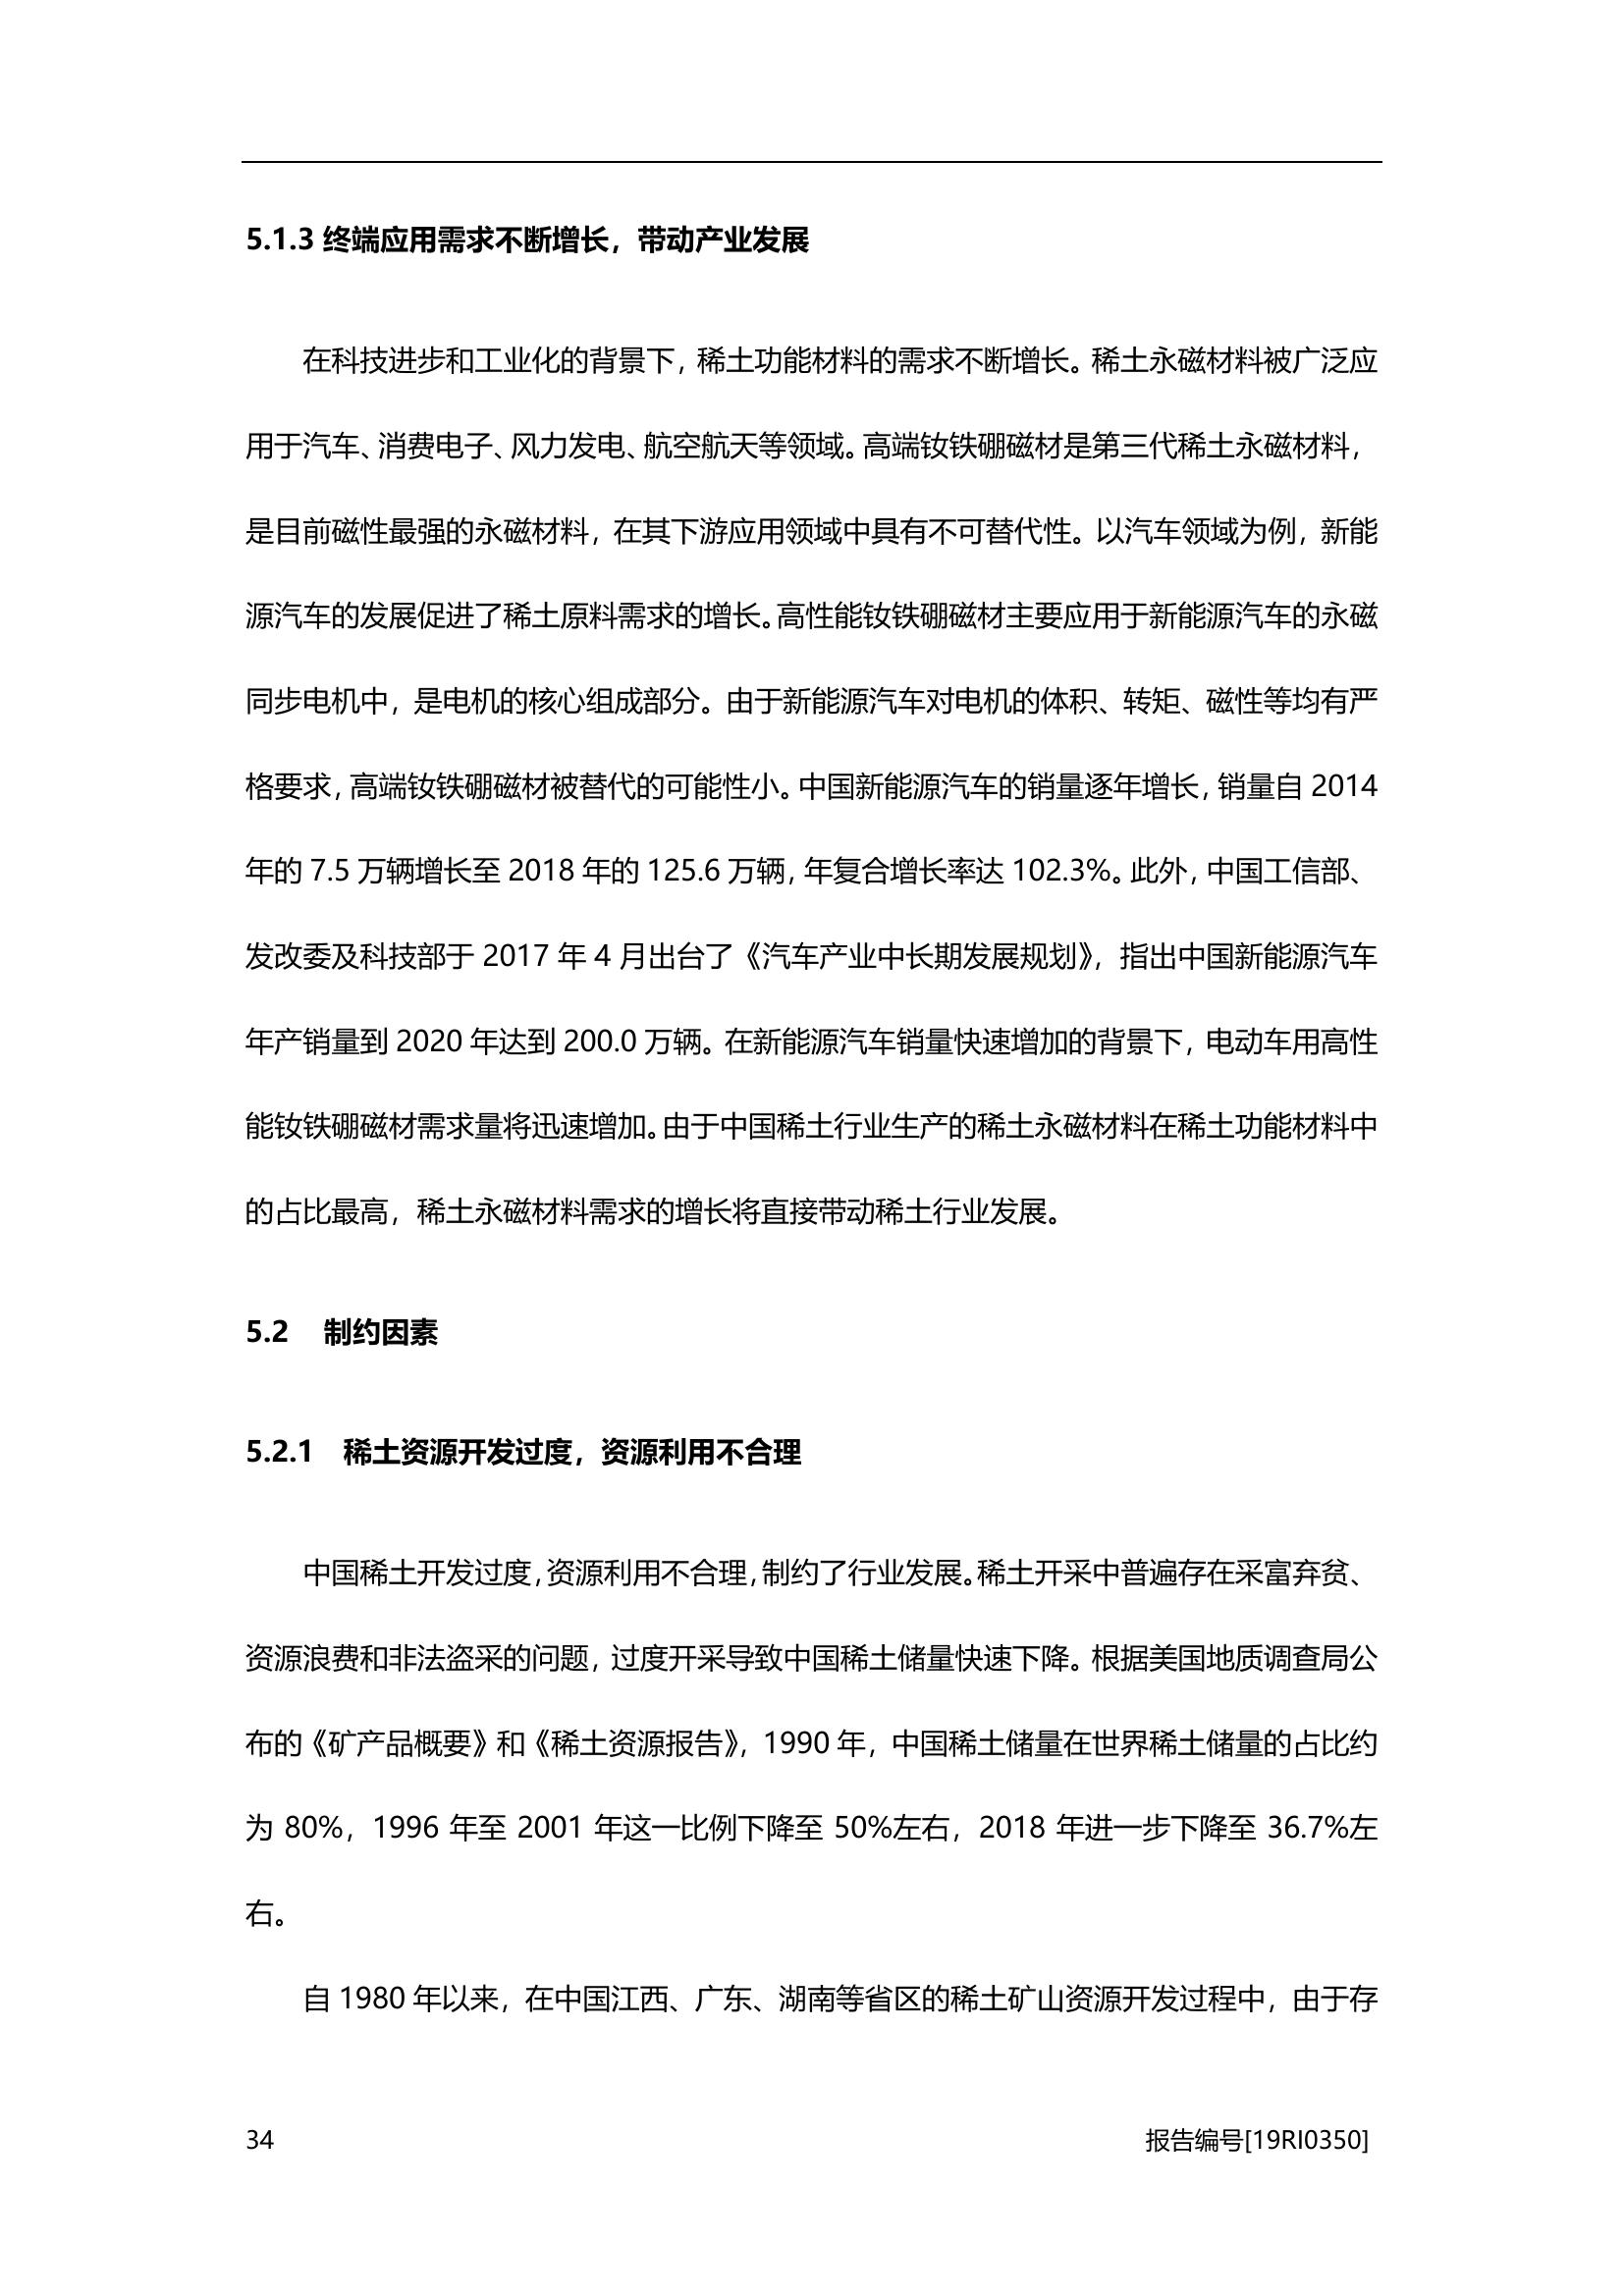 5.1.3 终端应用需求不断增长，带动产业发展
在科技进步和工业化的背景下，稀土功能材料的需求不断增长。稀土永磁材料被广泛应
用于汽车、消费电子、风力发电、航空航天等领域。高端钕铁硼磁材是第三代稀土永磁材料，
是目前磁性最强的永磁材料，在其下游应用领域中具有不可替代性。以汽车领域为例，新能
源汽车的发展促进了稀土原料需求的增长。高性能钕铁硼磁材主要应用于新能源汽车的永磁
同步电机中，是电机的核心组成部分。由于新能源汽车对电机的体积、转矩、磁性等均有严
格要求，高端钕铁硼磁材被替代的可能性小。中国新能源汽车的销量逐年增长，销量自 2014
年的 7.5 万辆增长至 2018 年的 125.6 万辆，年复合增长率达 102.3%。此外，中国工信部、
发改委及科技部于 2017 年 4 月出台了《汽车产业中长期发展规划》，指出中国新能源汽车
年产销量到 2020 年达到 200.0 万辆。在新能源汽车销量快速增加的背景下，电动车用高性
能钕铁硼磁材需求量将迅速增加。由于中国稀土行业生产的稀土永磁材料在稀土功能材料中
的占比最高，稀土永磁材料需求的增长将直接带动稀土行业发展。
5.2 制约因素
5.2.1 稀土资源开发过度，资源利用不合理
中国稀土开发过度，资源利用不合理，制约了行业发展。稀土开采中普遍存在采富弃贫、
资源浪费和非法盗采的问题，过度开采导致中国稀土储量快速下降。根据美国地质调查局公
布的《矿产品概要》和《稀土资源报告》，1990 年，中国稀土储量在世界稀土储量的占比约
为 80%，1996 年至 2001 年这一比例下降至 50%左右，2018 年进一步下降至 36.7%左
右。
自 1980 年以来，在中国江西、广东、湖南等省区的稀土矿山资源开发过程中，由于存
34
报告编号[19RI0350]